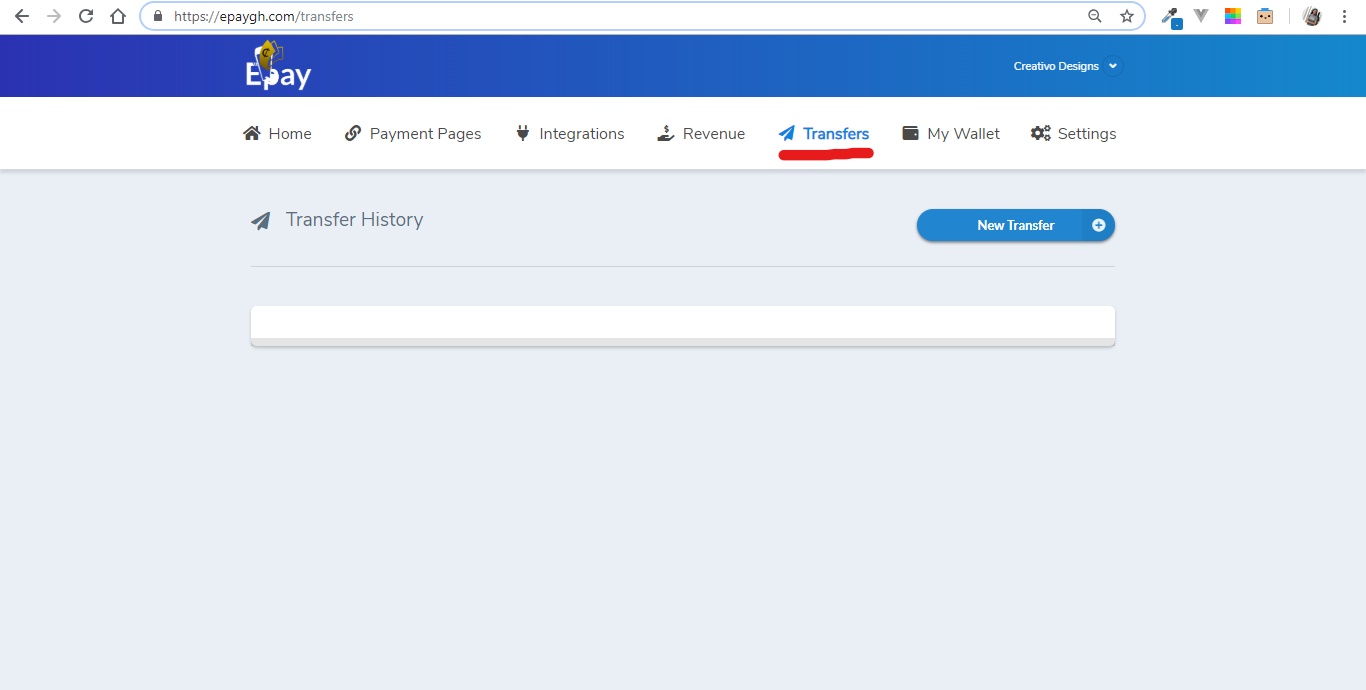 https://epaygh.com/transfers
Epay
Creativo Designs
Home Payment Pages Integrations Revenue Transfers My Wallet Settings
Transfer History
New Transfer